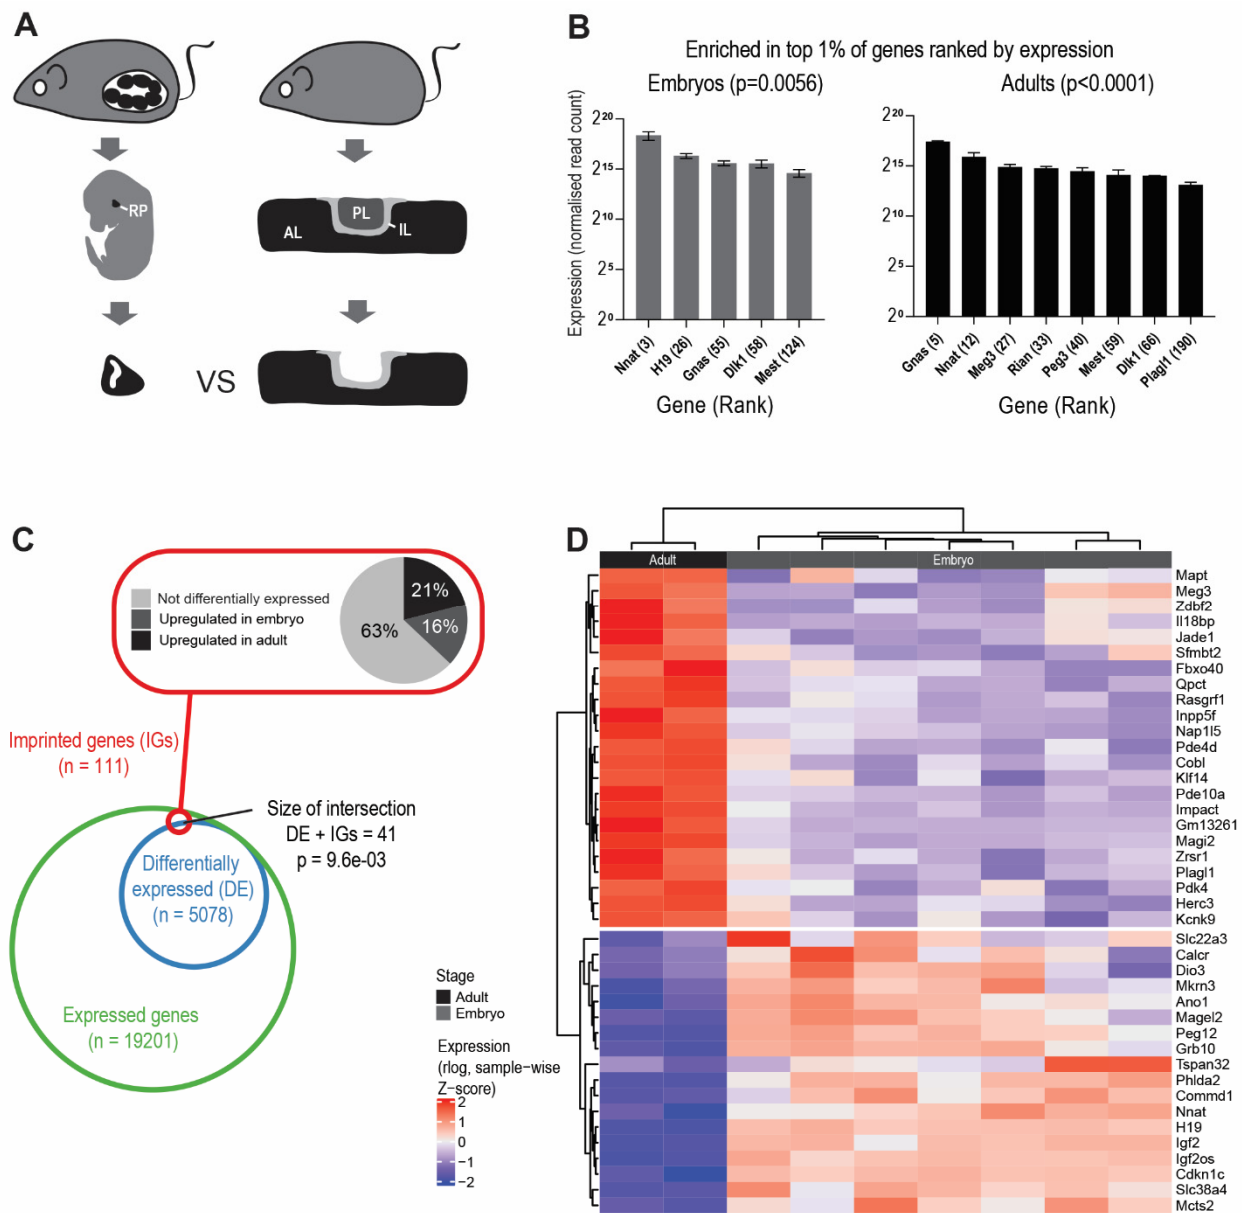 A
RP
AL
PL
IL
VS
B
Enriched in top 1% of genes ranked by expression
Embryos (p=0.0056)
Adults (p<0.0001)
Expression (normalised read count)
2^20
2^15
2^10
2^5
2^0
Nnat (3)
H19 (26)
Gnas (55)
Dlk1 (58)
Mest (124)
Gene (Rank)
2^20
2^15
2^10
2^5
2^0
Gnas (5)
Nnat (12)
Meg3 (27)
Rian (33)
Peg3 (40)
Mest (59)
Dlk1 (66)
Plagl1 (190)
Gene (Rank)
C
Not differentially expressed
Upregulated in embryo
Upregulated in adult
21%
16%
63%
Imprinted genes (IGs)
(n = 111)
Size of intersection
DE + IGs = 41
p = 9.6e-03
Differentially
expressed (DE)
(n = 5078)
Expressed genes
(n = 19201)
D
Adult
Embryo
Mapt
Meg3
Zdbf2
Il18bp
Jade1
Sfmbt2
Fbxo40
Qpct
Rasgrf1
Inpp5f
Nap1l5
Pde4d
Cobl
Klf14
Pde10a
Impact
Gm13261
Magi2
Zrsr1
Plagl1
Pdk4
Herc3
Kcnk9
Slc22a3
Calcr
Dio3
Mkrn3
Ano1
Magel2
Peg12
Grb10
Tspan32
Phlda2
Commd1
Nnat
H19
Igf2
Igf2os
Cdkn1c
Slc38a4
Mcts2
Stage
Adult
Embryo
Expression
(rlog, sample-wise
Z-score)
2
1
0
−1
−2